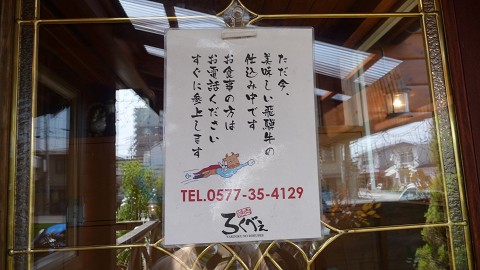 ただ今、
美味しい飛騨牛の
仕込み中です
お食事の方は
お電話ください
すぐに参上します
TEL.0577-35-4129
ろくべえ